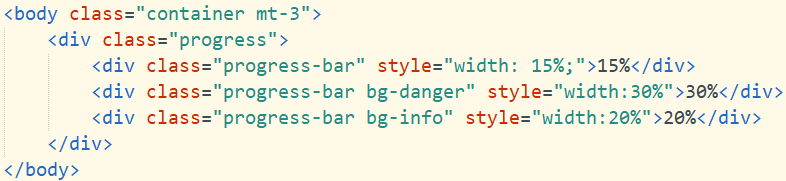 <body class="container mt-3">
    <div class="progress">
        <div class="progress-bar" style="width: 15%;">15%</div>
        <div class="progress-bar bg-danger" style="width:30%">30%</div>
        <div class="progress-bar bg-info" style="width:20%">20%</div>
    </div>
</body>